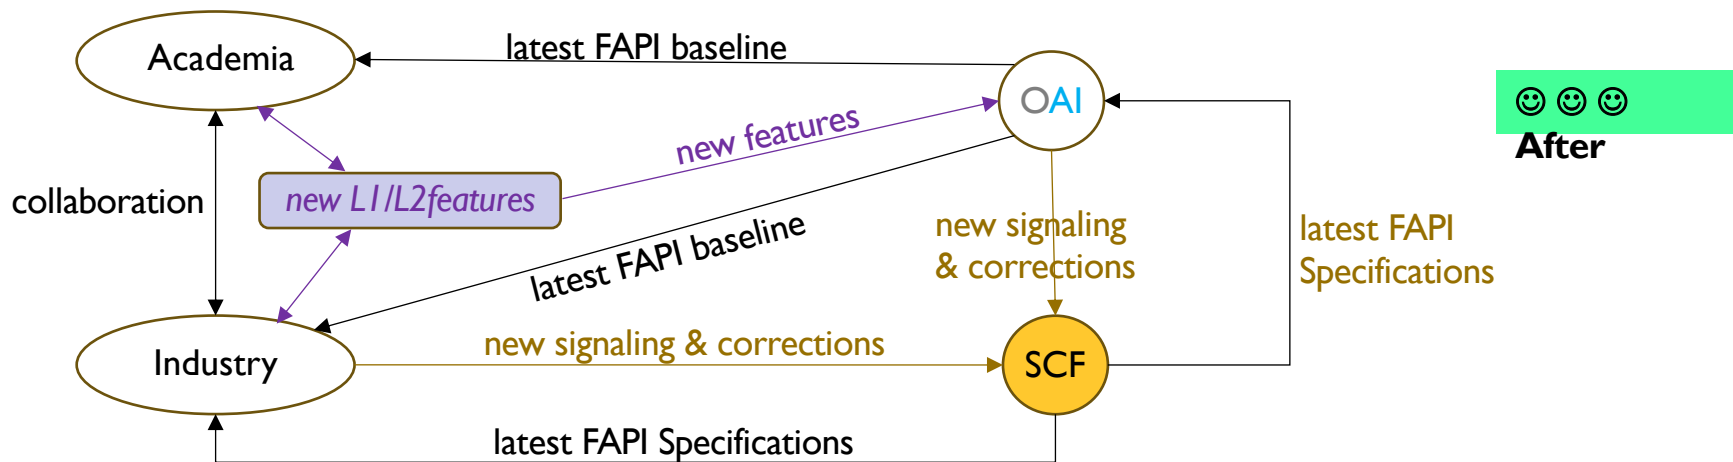 Academia
latest FAPI baseline
OAI
☺ ☺ ☺
After
new features
collaboration
new L1/L2features
new signaling
& corrections
latest FAPI
Specifications
latest FAPI baseline
Industry
new signaling & corrections
SCF
latest FAPI Specifications